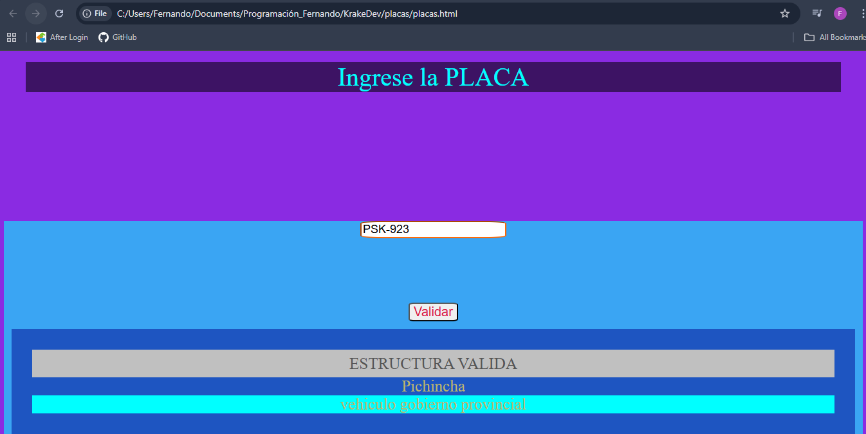 File
C:/Users/Fernando/Documents/Programación_Fernando/KrakeDev/placas/placas.html
F
After Login
GitHub
All Bookmarks
Ingrese la PLACA
PSK-923
Validar
ESTRUCTURA VALIDA
Pichincha
vehiculo gobierno provincial